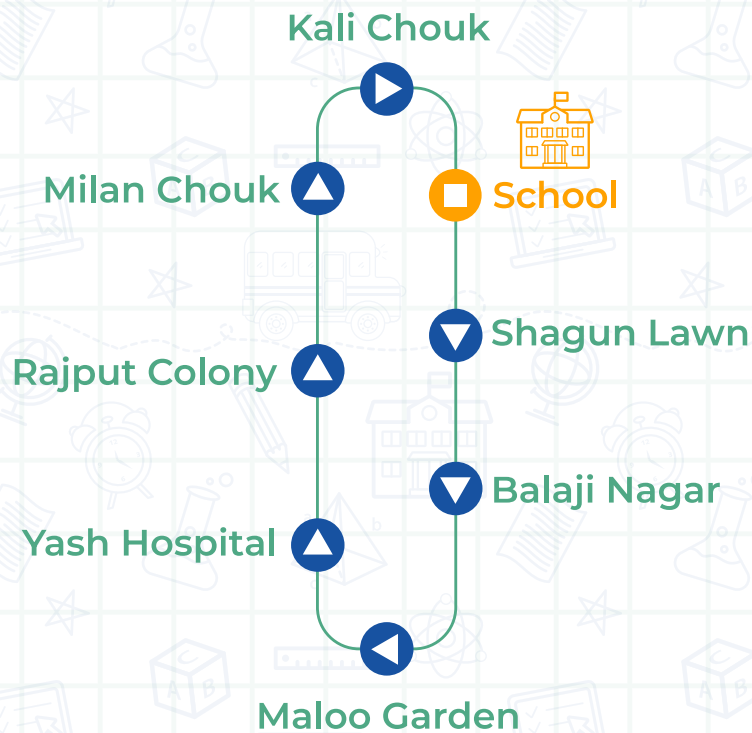 Kali Chouk
Milan Chouk
School
Shagun Lawn
Rajput Colony
Balaji Nagar
Yash Hospital
Maloo Garden